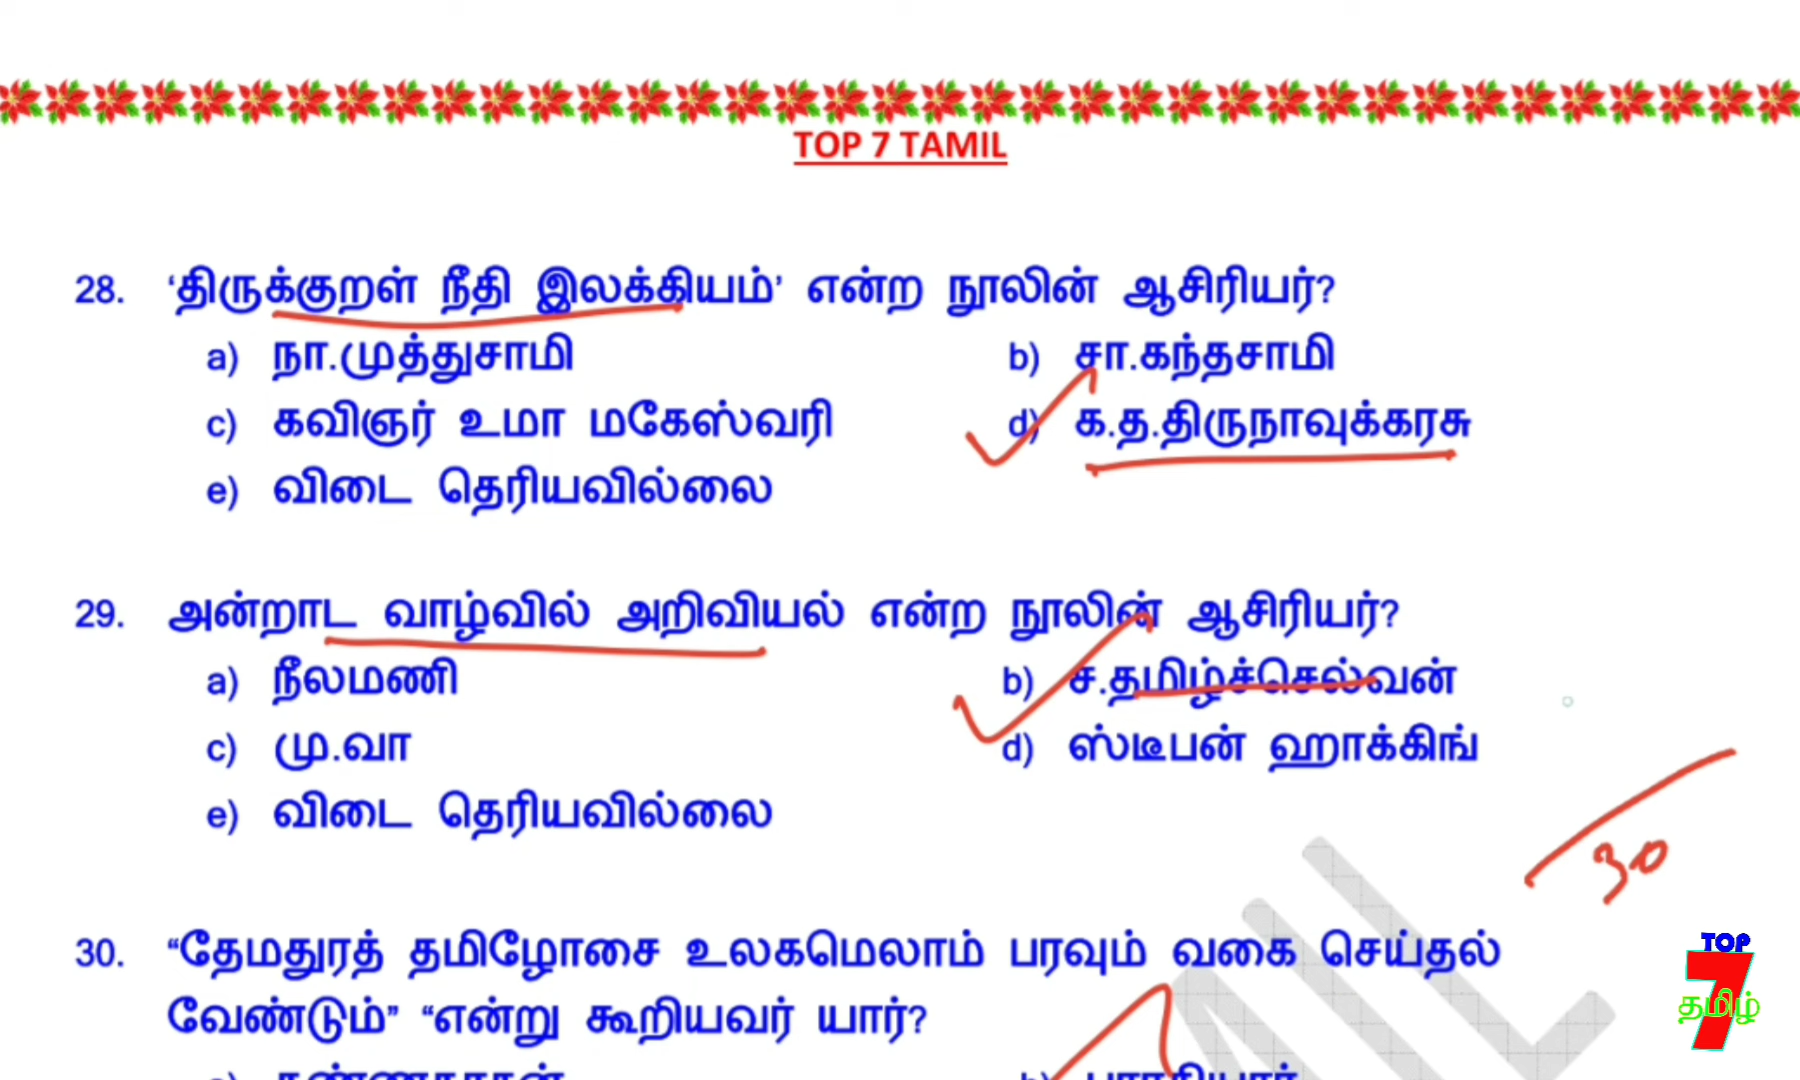 TOP 7 TAMIL
28. ‘திருக்குறள் நீதி இலக்கியம்’ என்ற நூலின் ஆசிரியர்?
a) நா.முத்துசாமி b) சா.கந்தசாமி
c) கவிஞர் உமா மகேஸ்வரி d) க.த.திருநாவுக்கரசு
e) விடை தெரியவில்லை
29. அன்றாட வாழ்வில் அறிவியல் என்ற நூலின் ஆசிரியர்?
a) நீலமணி b) ச.தமிழ்ச்செல்வன்
c) மு.வா d) ஸ்டீபன் ஹாக்கிங்
e) விடை தெரியவில்லை
30
30. “தேமதுரத் தமிழோசை உலகமெலாம் பரவும் வகை செய்தல்
வேண்டும்” “என்று கூறியவர் யார்?
TOP
7
தமிழ்